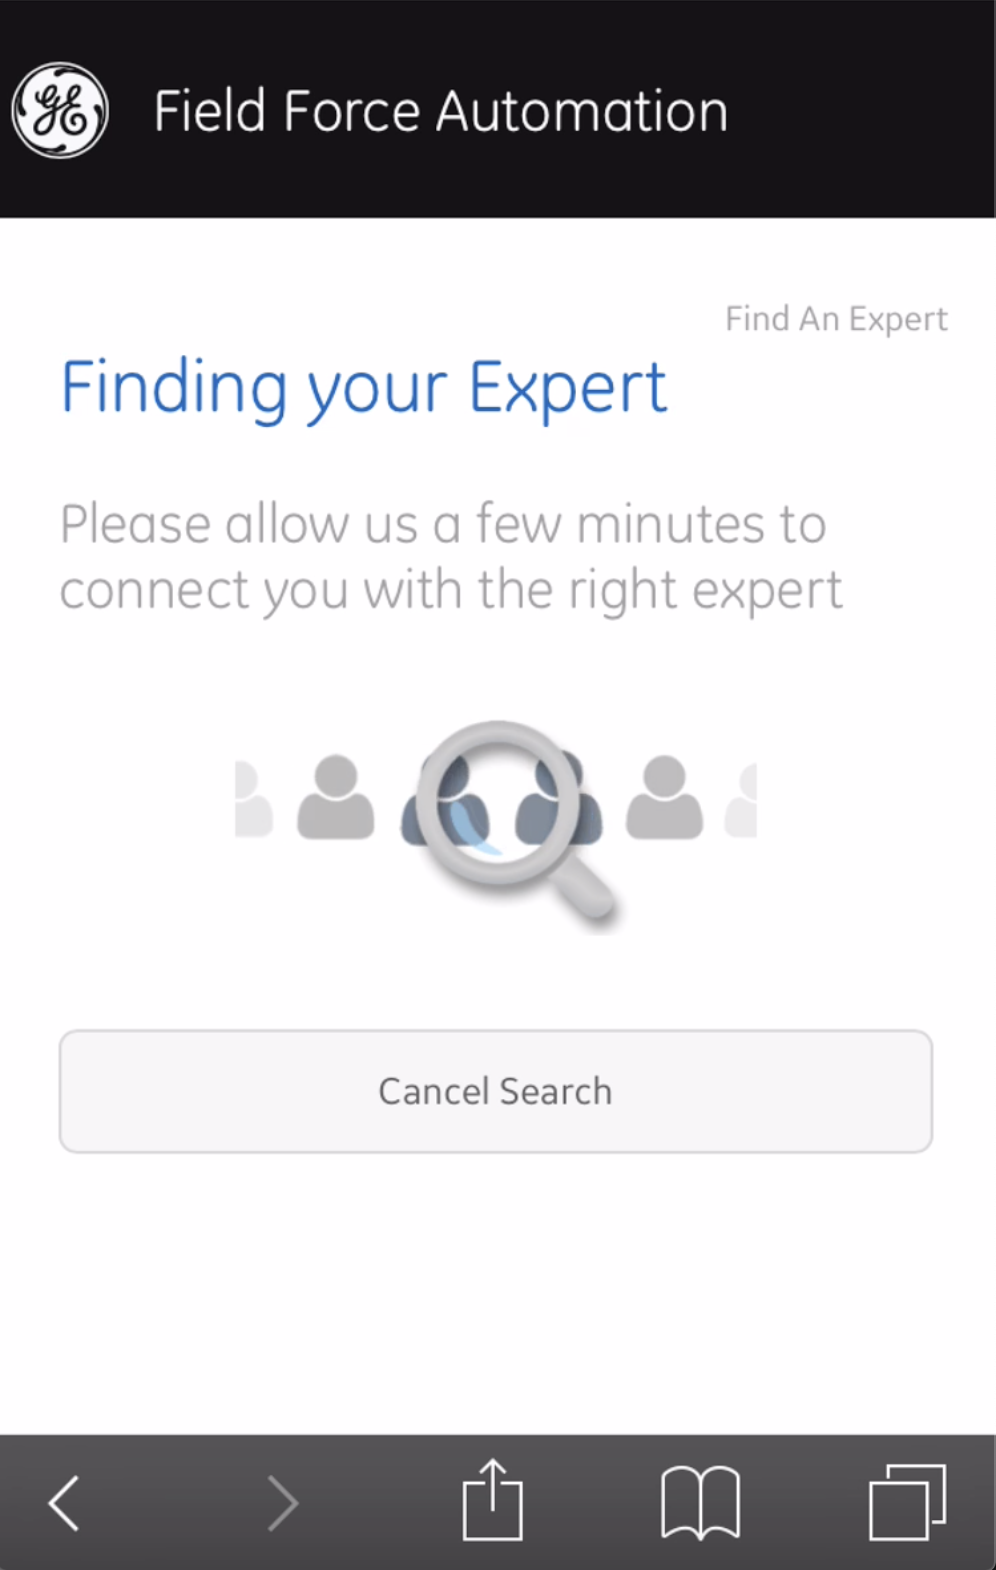 GE
Field Force Automation
Find An Expert
Finding your Expert
Please allow us a few minutes to
connect you with the right expert
Cancel Search